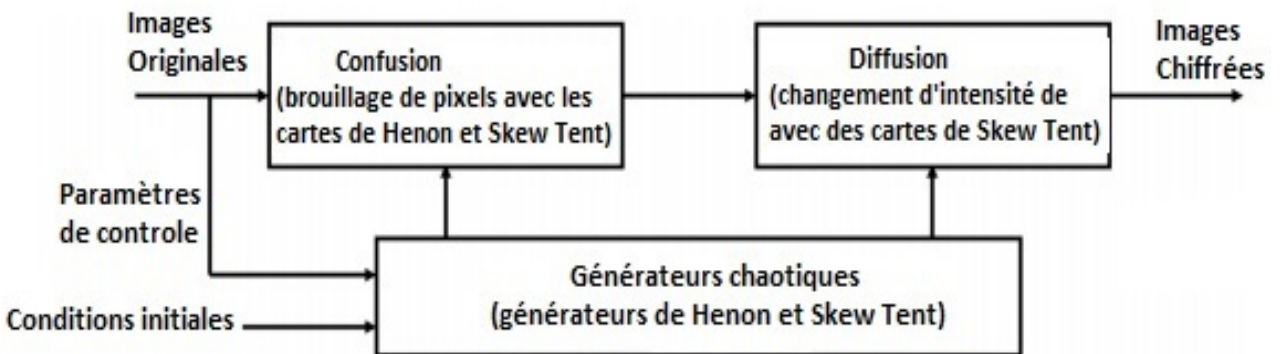 Images
Originales
Confusion
(brouillage de pixels avec les
cartes de Henon et Skew Tent)
Diffusion
(changement d'intensité de
avec des cartes de Skew Tent)
Images
Chiffrées
Paramètres
de controle
Générateurs chaotiques
(générateurs de Henon et Skew Tent)
Conditions initiales